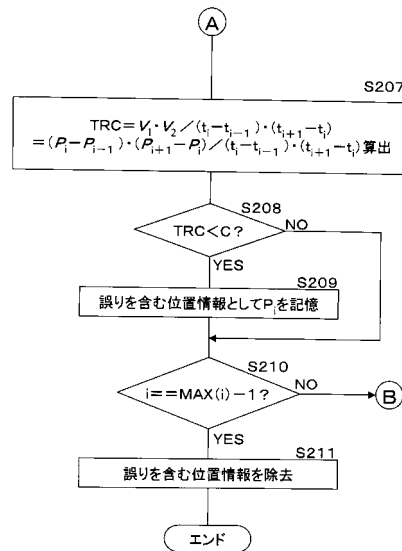 A
S207
TRC=V₁・V₂/(tᵢ−tᵢ₋₁)・(tᵢ₊₁−tᵢ)
=(Pᵢ−Pᵢ₋₁)・(Pᵢ₊₁−Pᵢ)/(tᵢ−tᵢ₋₁)・(tᵢ₊₁−tᵢ)算出
S208
TRC<C?
NO
YES
S209
誤りを含む位置情報としてPᵢを記憶
S210
i==MAX(i)−1?
NO
B
YES
S211
誤りを含む位置情報を除去
エンド